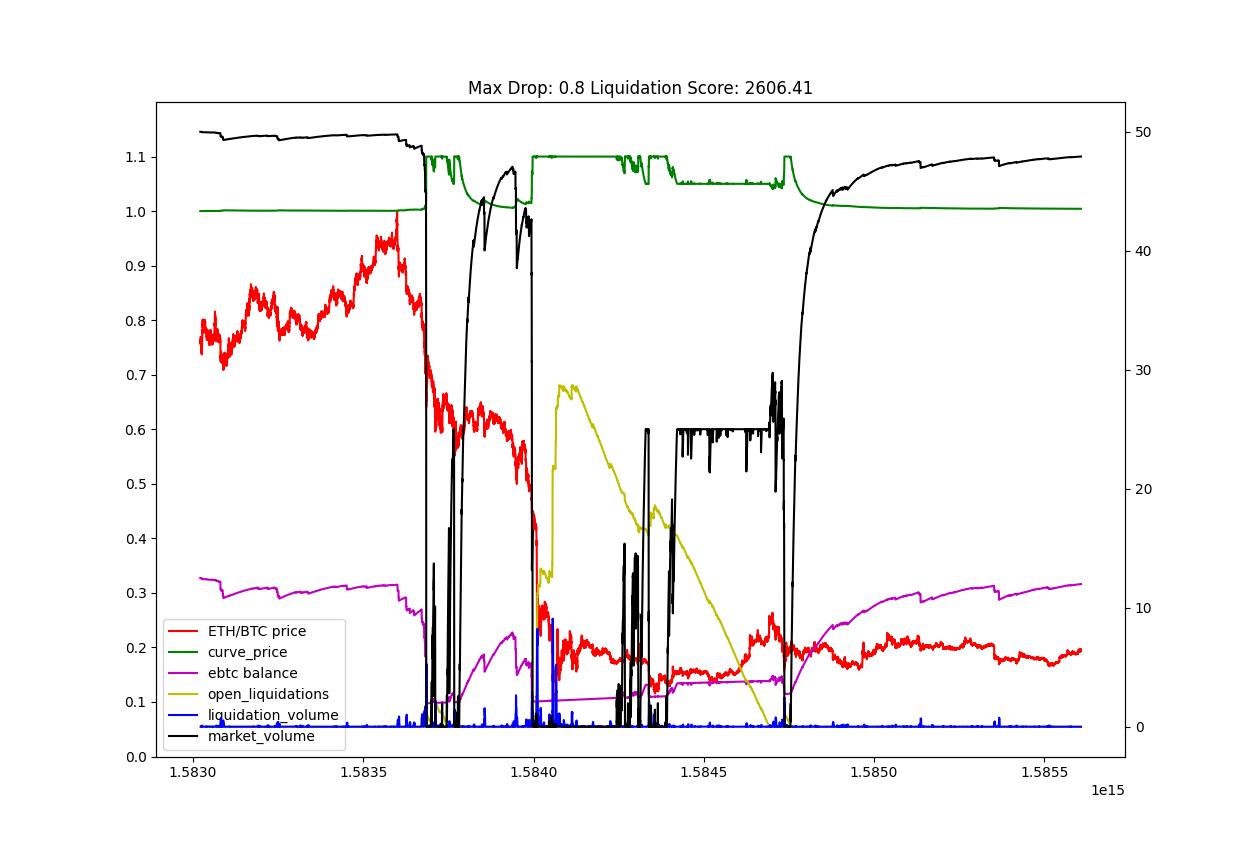 Max Drop: 0.8 Liquidation Score: 2606.41
1.1
1.0
0.9
0.8
0.7
0.6
0.5
0.4
0.3
0.2
0.1
0.0
50
40
30
20
10
0
ETH/BTC price
curve_price
ebtc balance
open_liquidations
liquidation_volume
market_volume
1.5830 1.5835 1.5840 1.5845 1.5850 1.5855
1e15